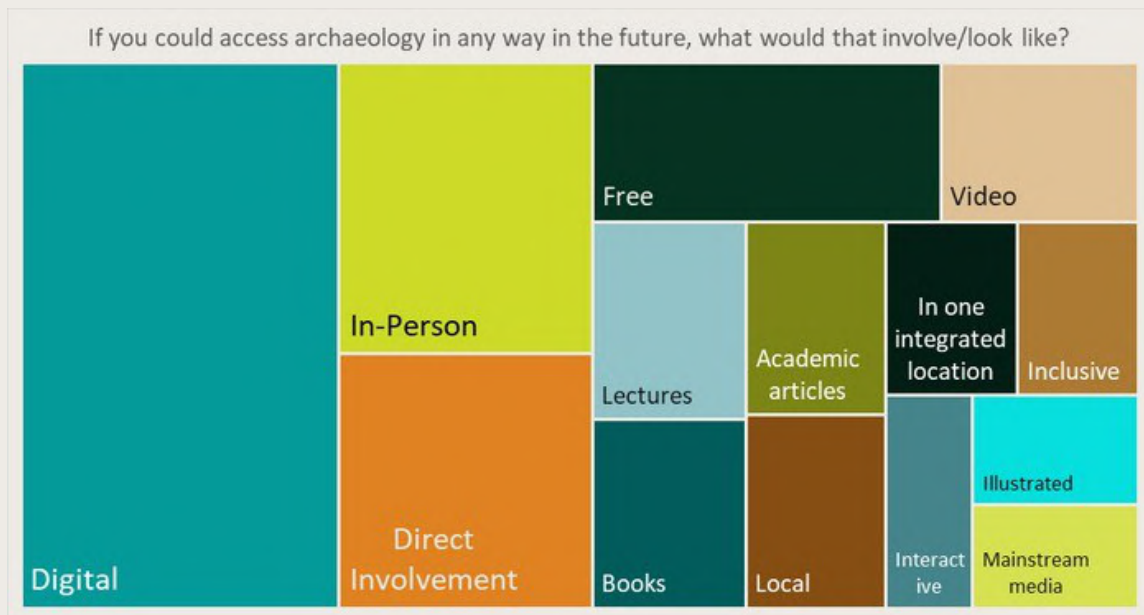 If you could access archaeology in any way in the future, what would that involve/look like?
Digital
In-Person
Direct
Involvement
Free
Video
Lectures
Academic
articles
In one
integrated
location
Inclusive
Books
Local
Interact
ive
Illustrated
Mainstream
media